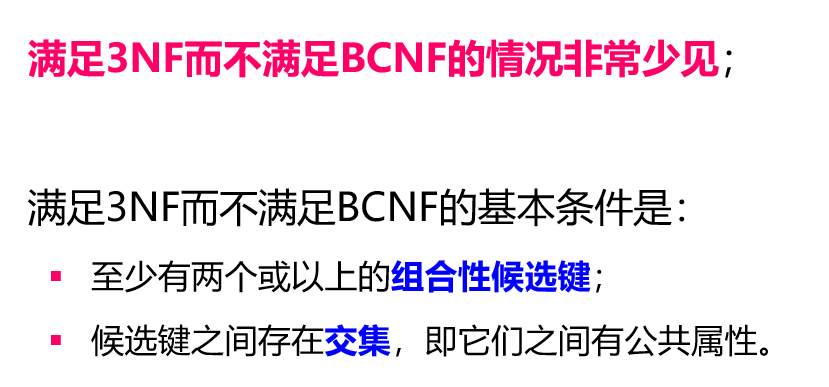 满足3NF而不满足BCNF的情况非常少见；
满足3NF而不满足BCNF的基本条件是：
▪ 至少有两个或以上的组合性候选键；
▪ 候选键之间存在交集，即它们之间有公共属性。